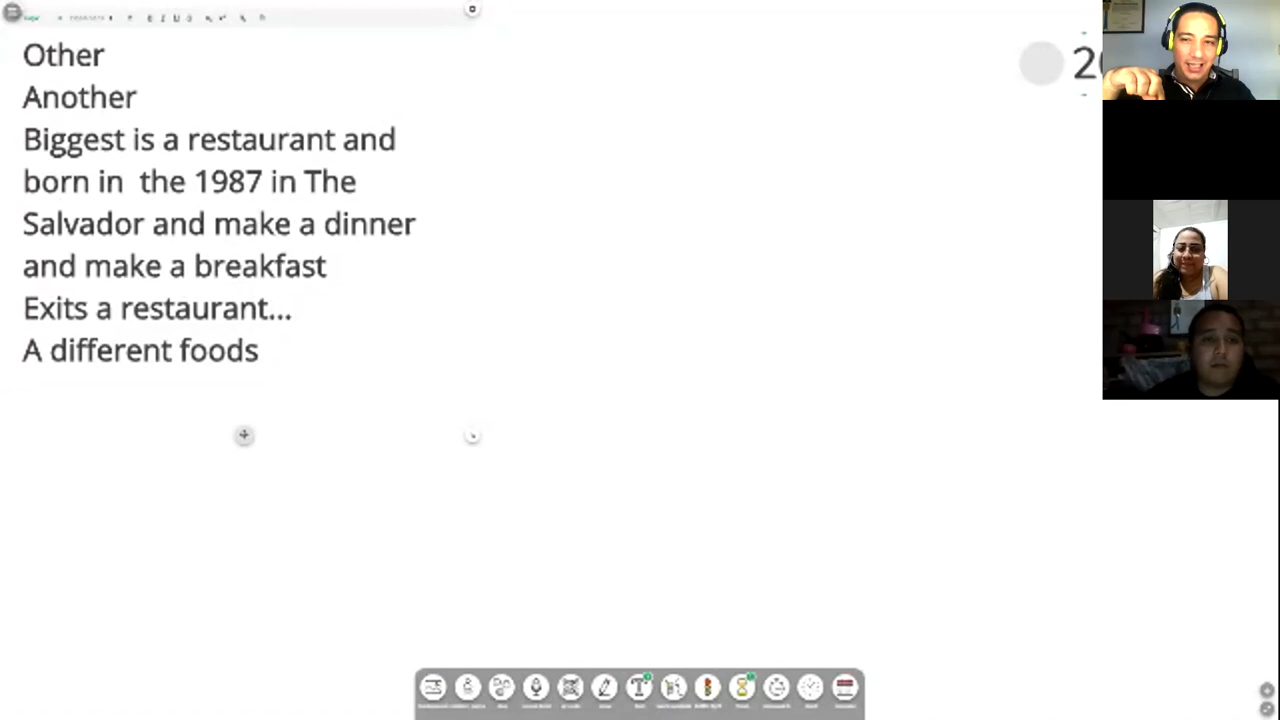 Other
Another
Biggest is a restaurant and
born in  the 1987 in The
Salvador and make a dinner
and make a breakfast
Exits a restaurant...
A different foods